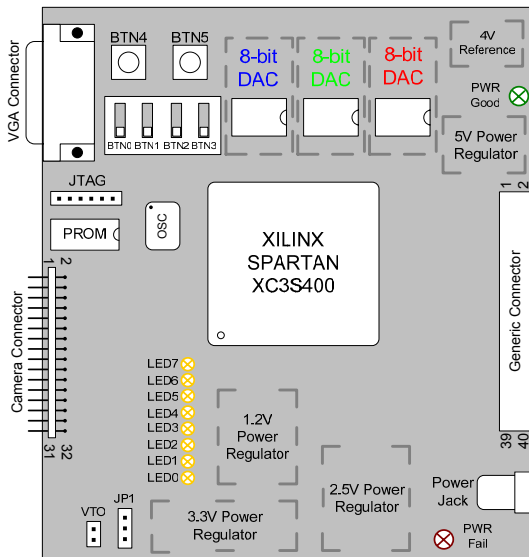 BTN4
BTN5
8-bit
DAC
8-bit
DAC
8-bit
DAC
4V
Reference
PWR
Good
VGA Connector
BTN0 BTN1 BTN2 BTN3
5V Power
Regulator
JTAG
PROM
OSC
XILINX
SPARTAN
XC3S400
1
2
Generic Connector
39
40
1
2
Camera Connector
31
32
LED7
LED6
LED5
LED4
LED3
LED2
LED1
LED0
1.2V
Power
Regulator
2.5V Power
Regulator
3.3V Power
Regulator
Power
Jack
VTO
JP1
PWR
Fail